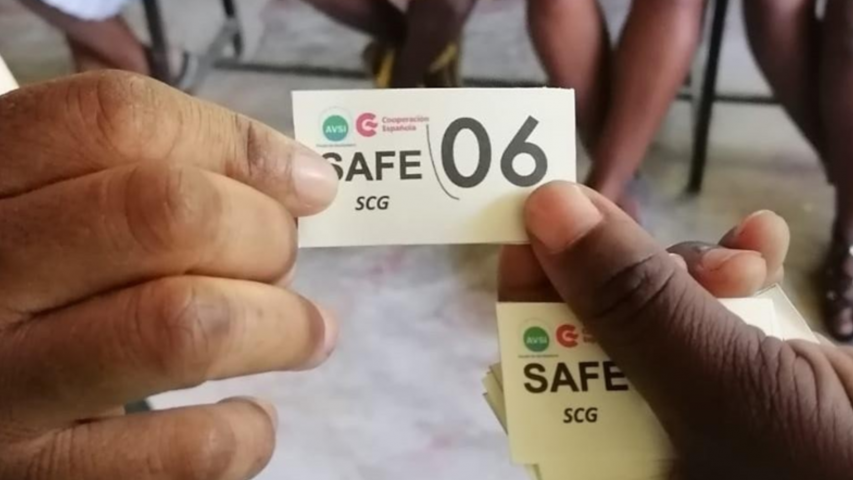 AVSI
Cooperación
Española
SAFE
06
SCG
AVSI
SAFE
SCG